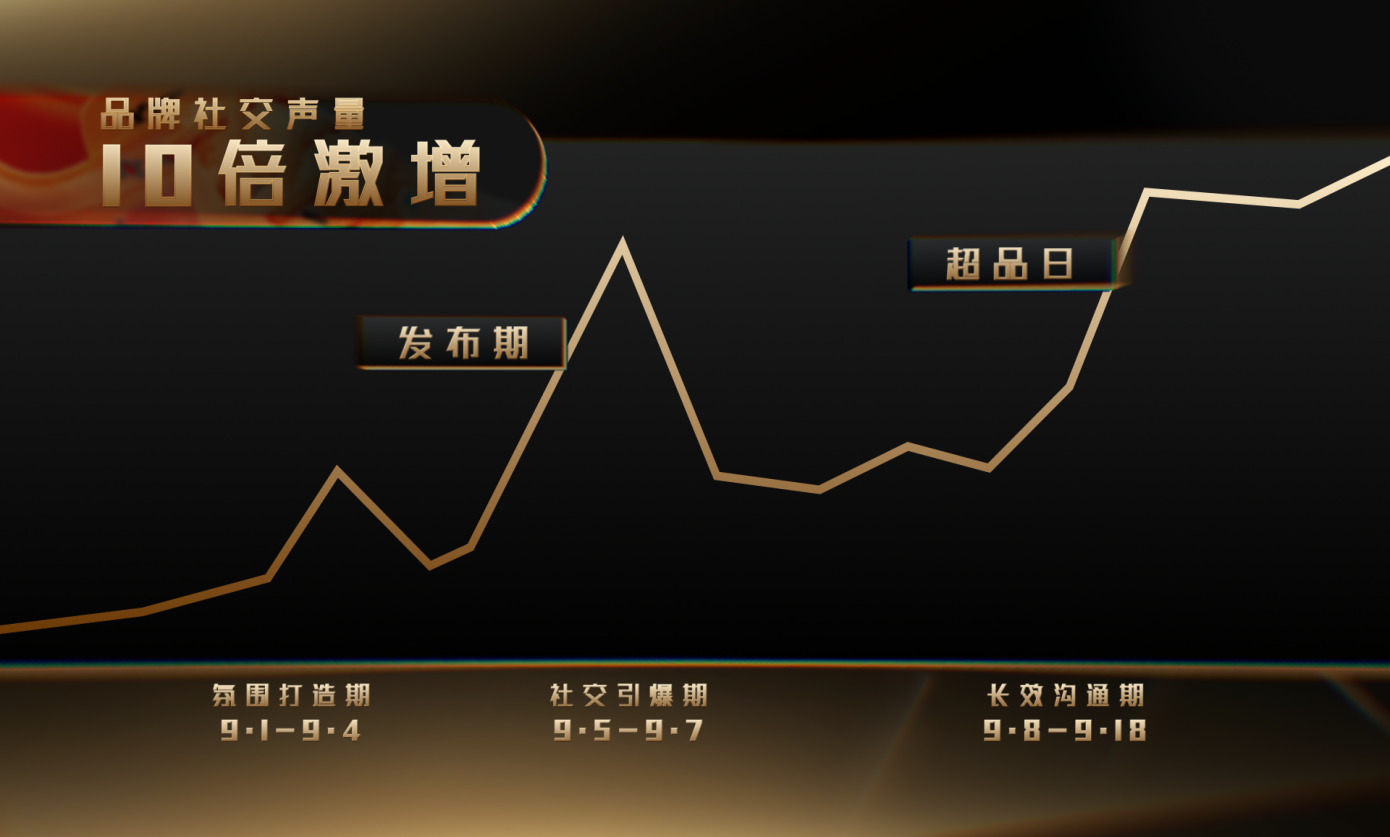 品牌社交声量
10倍激增
超品日
发布期
氛围打造期
9·1-9·4
社交引爆期
9·5-9·7
长效沟通期
9·8-9·18